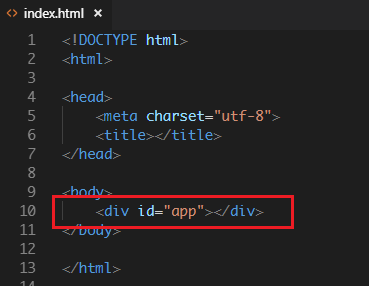 <> index.html ×
1 <!DOCTYPE html>
2 <html>
3
4 <head>
5     <meta charset="utf-8">
6     <title></title>
7 </head>
8
9 <body>
10     <div id="app"></div>
11 </body>
12
13 </html>
14